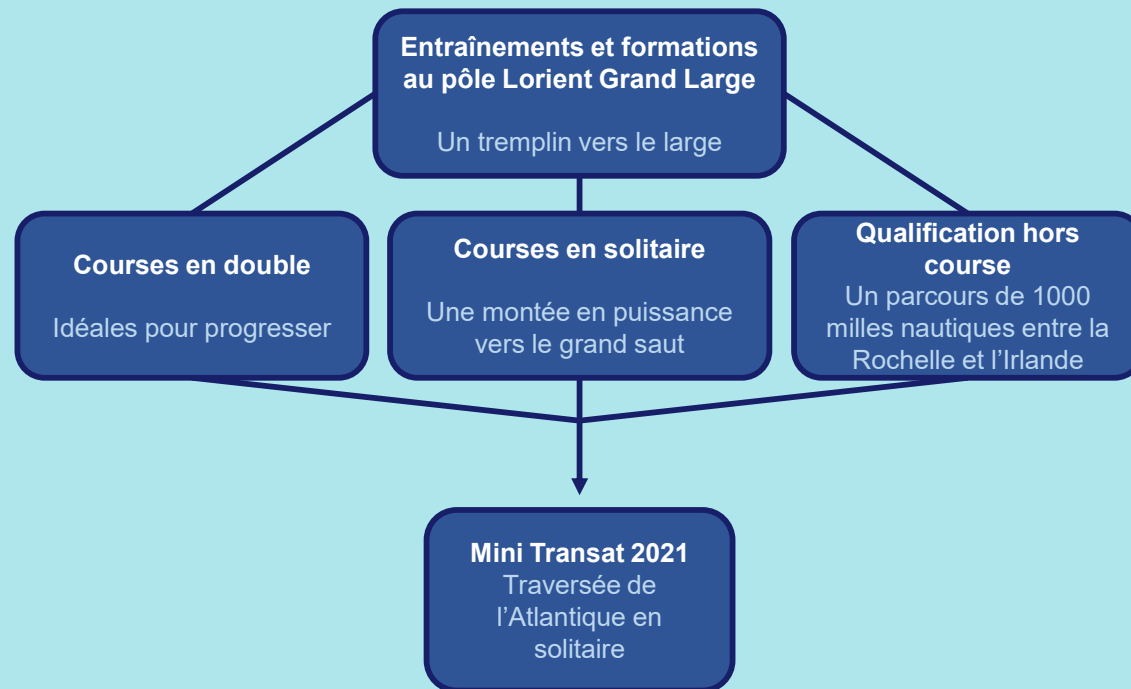 Entraînements et formations
au pôle Lorient Grand Large
Un tremplin vers le large
Courses en double
Idéales pour progresser
Courses en solitaire
Une montée en puissance
vers le grand saut
Qualification hors
course
Un parcours de 1000
milles nautiques entre la
Rochelle et l’Irlande
Mini Transat 2021
Traversée de
l’Atlantique en
solitaire